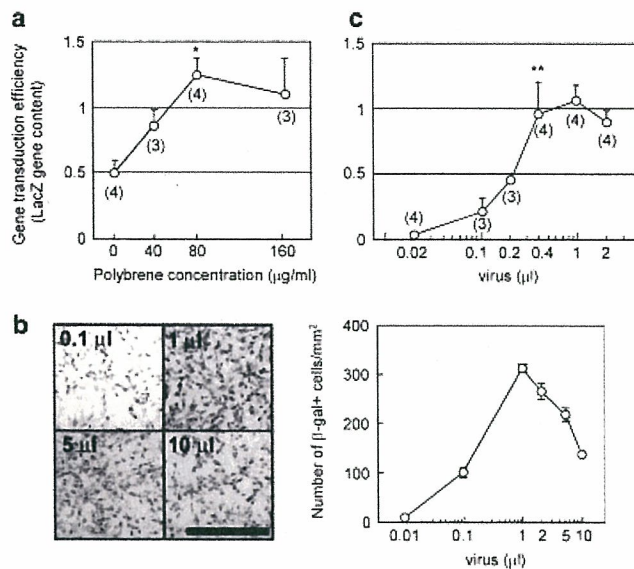 a
1.5
1
0.5
0
Gene transduction efficiency
(LacZ gene content)
*
(4)
(3)
(4)
(3)
0 40 80 160
Polybrene concentration (μg/ml)
c
1.5
1
0.5
0
**
(4)
(3)
(3)
(4)
(4)
(4)
0.02 0.1 0.2 0.4 1 2
virus (μl)
b
0.1 μl
1 μl
5 μl
10 μl
400
300
200
100
0
Number of β-gal+ cells/mm²
0.01 0.1 1 2 5 10
virus (μl)